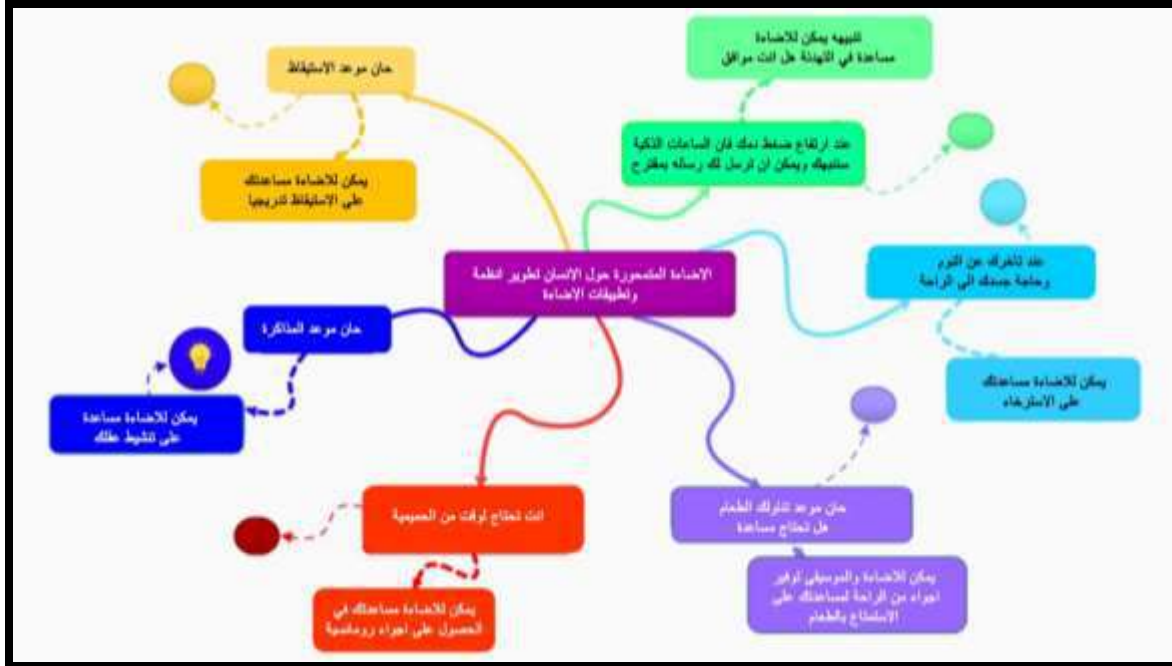 حان موعد الاستيقاظ
يمكن للاضاءة مساعدتك
على الاستيقاظ تدريجيا
تنبيه يمكن للاضاءة
مساعدة في التهدئة هل انت موافق
عند ارتفاع ضغط دمك فان الساعات الذكية
ستنبهك ويمكن ان ترسل لك رساله بمقترح
الاضاءة المتمحورة حول الانسان تطوير انظمة
وتطبيقات الاضاءة
عند تاخرك عن النوم
وحاجة جسدك الى الراحة
يمكن للاضاءة مساعدتك
على الاسترخاء
حان موعد المذاكرة
يمكن للاضاءة مساعدة
على تنشيط عقلك
انت تحتاج لوقت من الحميمية
يمكن للاضاءة مساعدتك في
الحصول على اجواء رومانسية
حان موعد تناولك الطعام
هل تحتاج مساعدة
يمكن للاضاءة والموسيقى توفير
اجواء من الراحة لمساعدتك على
الاستمتاع بالطعام